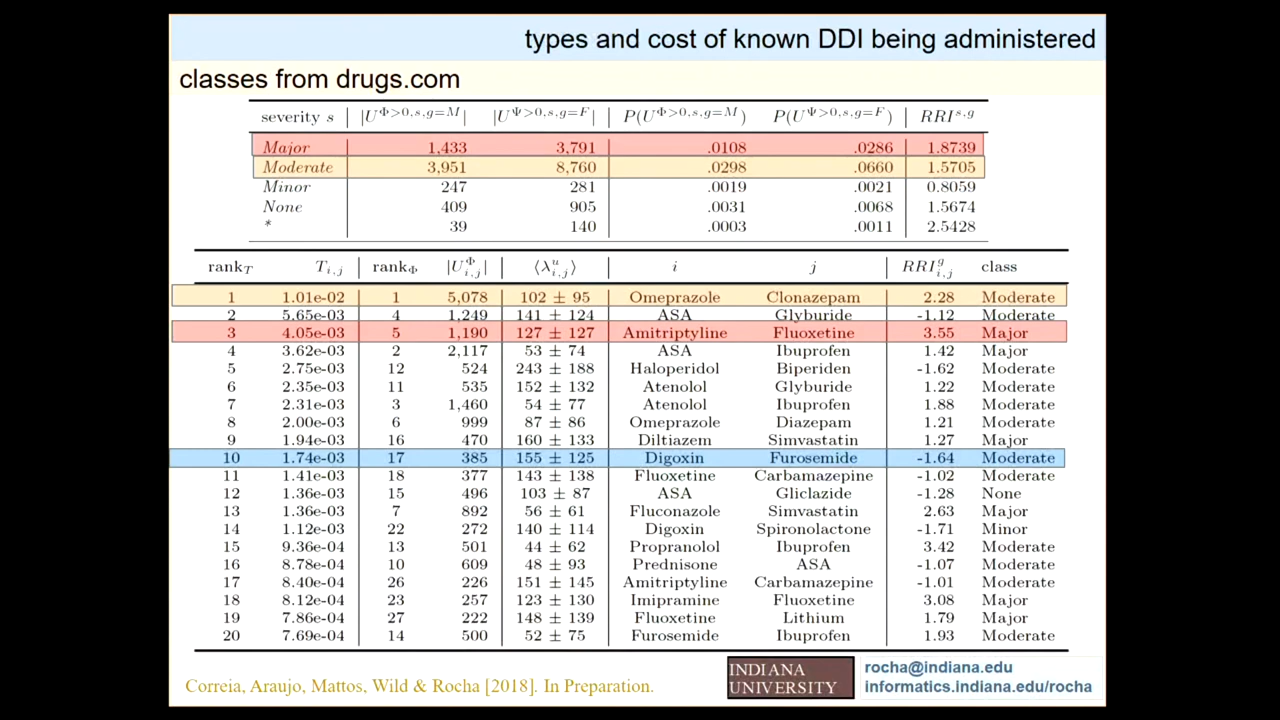 types and cost of known DDI being administered
classes from drugs.com
severity s |U^Φ>0,s,g=M| |U^Ψ>0,s,g=F| P(U^Φ>0,s,g=M) P(U^Ψ>0,s,g=F) RRI^s,g
Major 1,433 3,791 .0108 .0286 1.8739
Moderate 3,951 8,760 .0298 .0660 1.5705
Minor 247 281 .0019 .0021 0.8059
None 409 905 .0031 .0068 1.5674
* 39 140 .0003 .0011 2.5428
rank_T T_i,j rank_Φ |U^Φ_i,j| ⟨λ^u_i,j⟩ i j RRI^g_i,j class
1 1.01e-02 1 5,078 102 ± 95 Omeprazole Clonazepam 2.28 Moderate
2 5.65e-03 4 1,249 141 ± 124 ASA Glyburide -1.12 Moderate
3 4.05e-03 5 1,190 127 ± 127 Amitriptyline Fluoxetine 3.55 Major
4 3.62e-03 2 2,117 53 ± 74 ASA Ibuprofen 1.42 Major
5 2.75e-03 12 524 243 ± 188 Haloperidol Biperiden -1.62 Moderate
6 2.35e-03 11 535 152 ± 132 Atenolol Glyburide 1.22 Moderate
7 2.31e-03 3 1,460 54 ± 77 Atenolol Ibuprofen 1.88 Moderate
8 2.00e-03 6 999 87 ± 86 Omeprazole Diazepam 1.21 Moderate
9 1.94e-03 16 470 160 ± 133 Diltiazem Simvastatin 1.27 Major
10 1.74e-03 17 385 155 ± 125 Digoxin Furosemide -1.64 Moderate
11 1.41e-03 18 377 143 ± 138 Fluoxetine Carbamazepine -1.02 Moderate
12 1.36e-03 15 496 103 ± 87 ASA Gliclazide -1.28 None
13 1.36e-03 7 892 56 ± 61 Fluconazole Simvastatin 2.63 Major
14 1.12e-03 22 272 140 ± 114 Digoxin Spironolactone -1.71 Minor
15 9.36e-04 13 501 44 ± 62 Propranolol Ibuprofen 3.42 Moderate
16 8.78e-04 10 609 48 ± 93 Prednisone ASA -1.07 Moderate
17 8.40e-04 26 226 151 ± 145 Amitriptyline Carbamazepine -1.01 Moderate
18 8.12e-04 23 257 123 ± 130 Imipramine Fluoxetine 3.08 Major
19 7.86e-04 27 222 148 ± 139 Fluoxetine Lithium 1.79 Major
20 7.69e-04 14 500 52 ± 75 Furosemide Ibuprofen 1.93 Moderate
Correia, Araujo, Mattos, Wild & Rocha [2018]. In Preparation.
INDIANA
UNIVERSITY
rocha@indiana.edu
informatics.indiana.edu/rocha